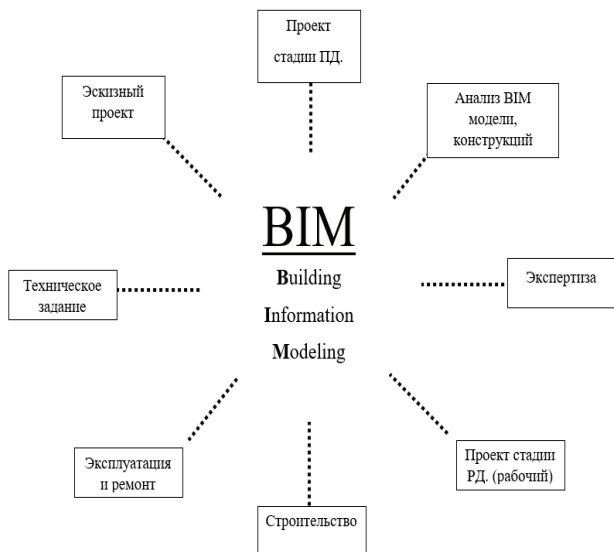 Проект
стадии ПД.
Эскизный
проект
Анализ BIM
модели,
конструкций
BIM
Building
Information
Modeling
Техническое
задание
Экспертиза
Эксплуатация
и ремонт
Проект стадии
РД. (рабочий)
Строительство